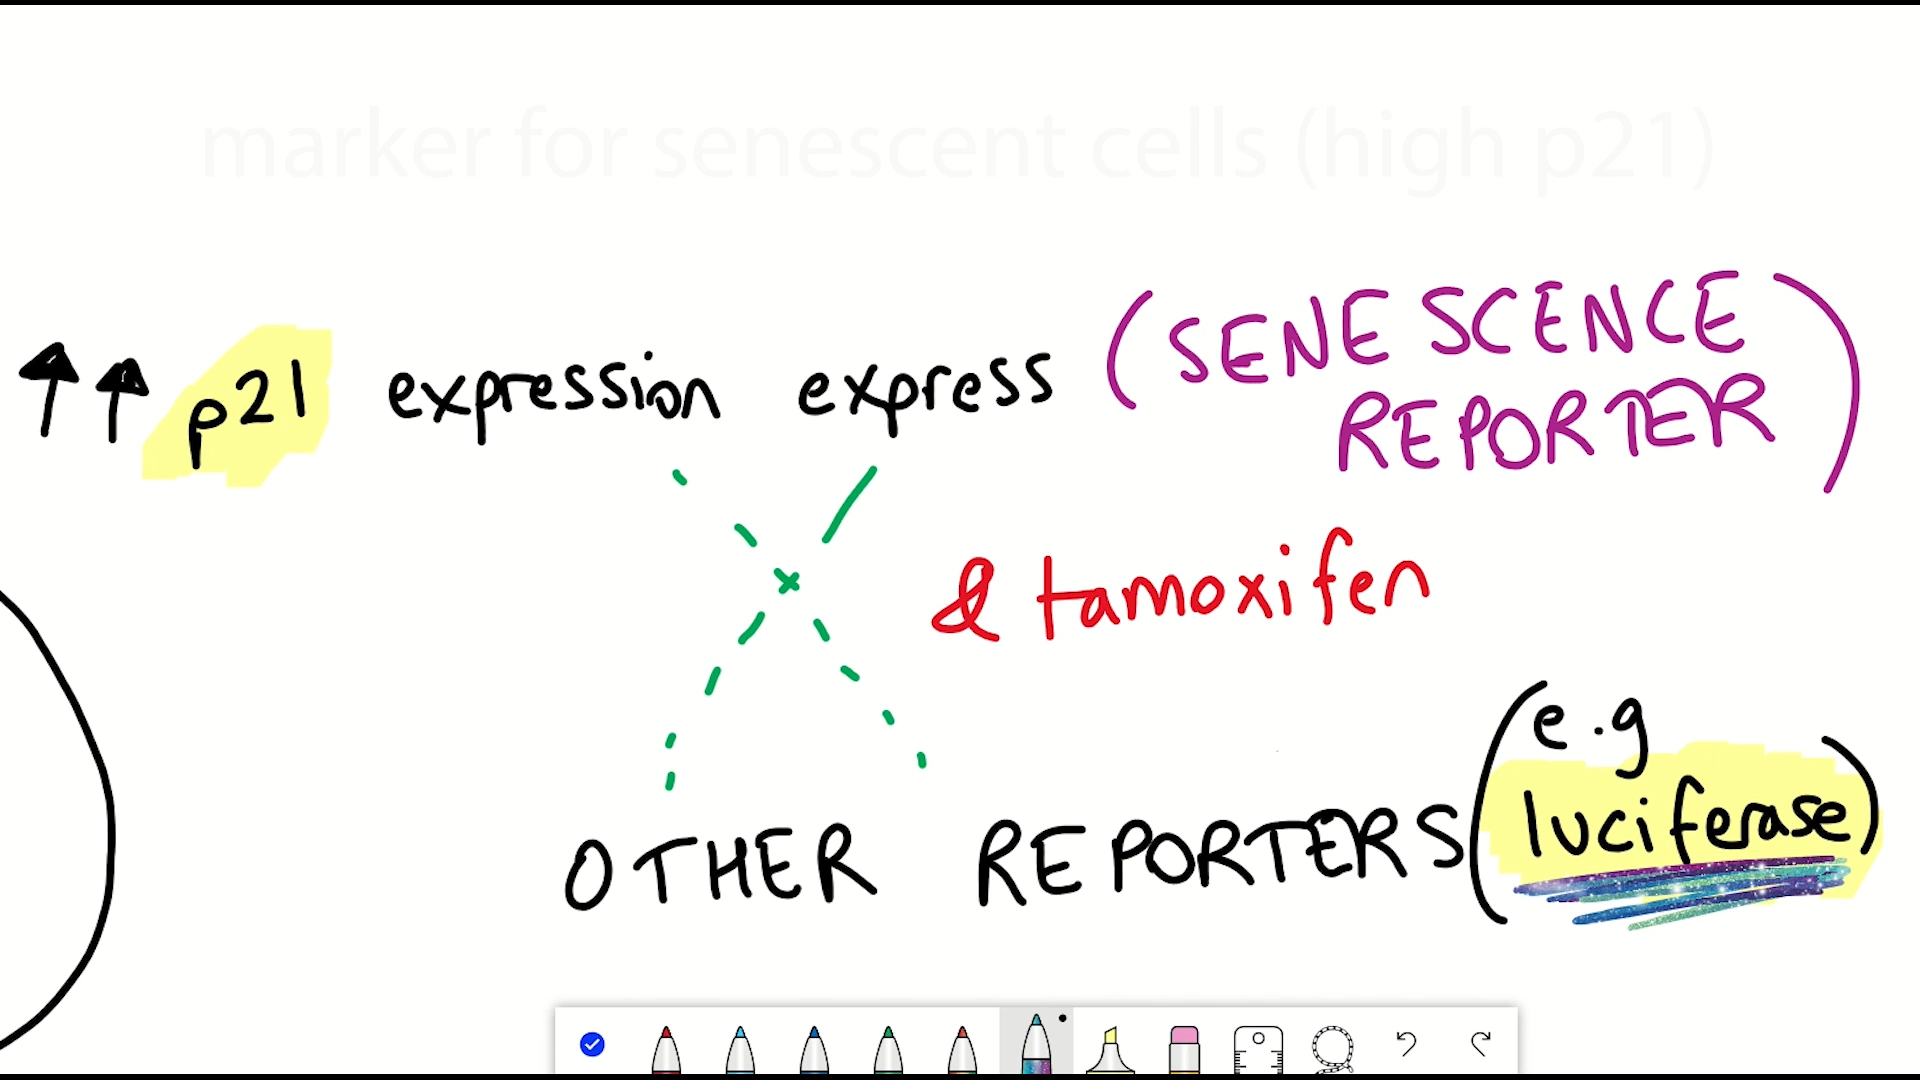 marker for senescent cells (high p21)
p21 expression express (SENESCENCE
REPORTER)
& tamoxifen
OTHER REPORTERS (e.g
luciferase)